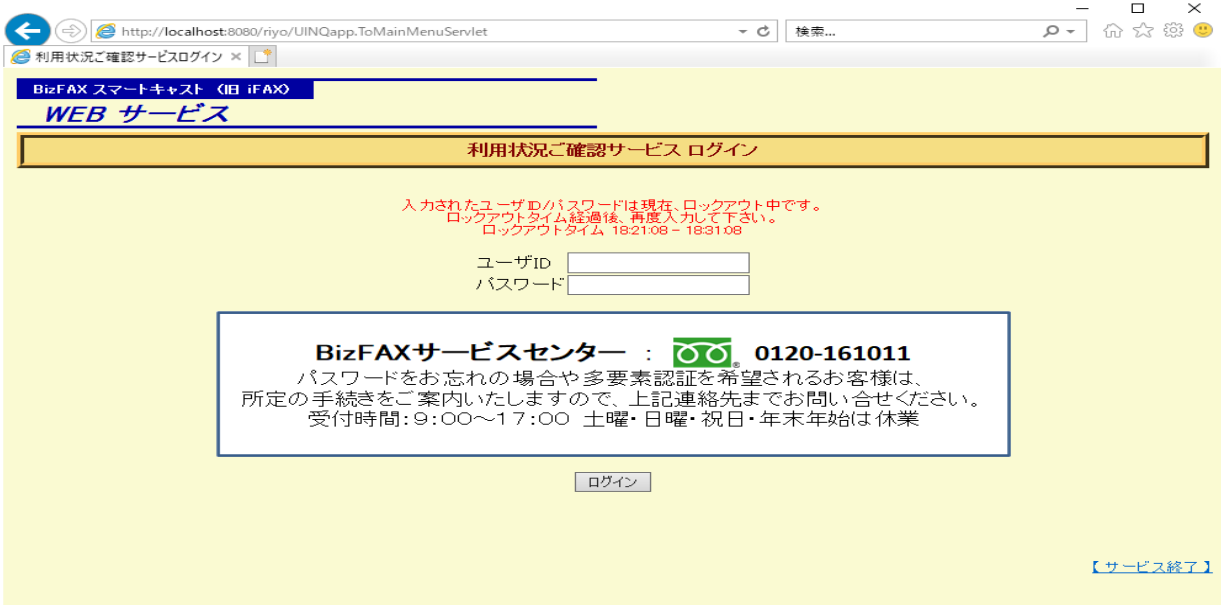 http://localhost:8080/riyo/UINQapp.ToMainMenuServlet
検索...
利用状況ご確認サービスログイン
BizFAX スマートキャスト（旧 iFAX）
WEB サービス
利用状況ご確認サービス ログイン
入力されたユーザID/パスワードは現在、ロックアウト中です。
ロックアウトタイム経過後、再度入力して下さい。
ロックアウトタイム 18:21:08 - 18:31:08
ユーザID
パスワード
BizFAXサービスセンター : 0120-161011
パスワードをお忘れの場合や多要素認証を希望されるお客様は、
所定の手続きをご案内いたしますので、上記連絡先までお問い合せください。
受付時間：9：00～17：00 土曜・日曜・祝日・年末年始は休業
ログイン
【サービス終了】